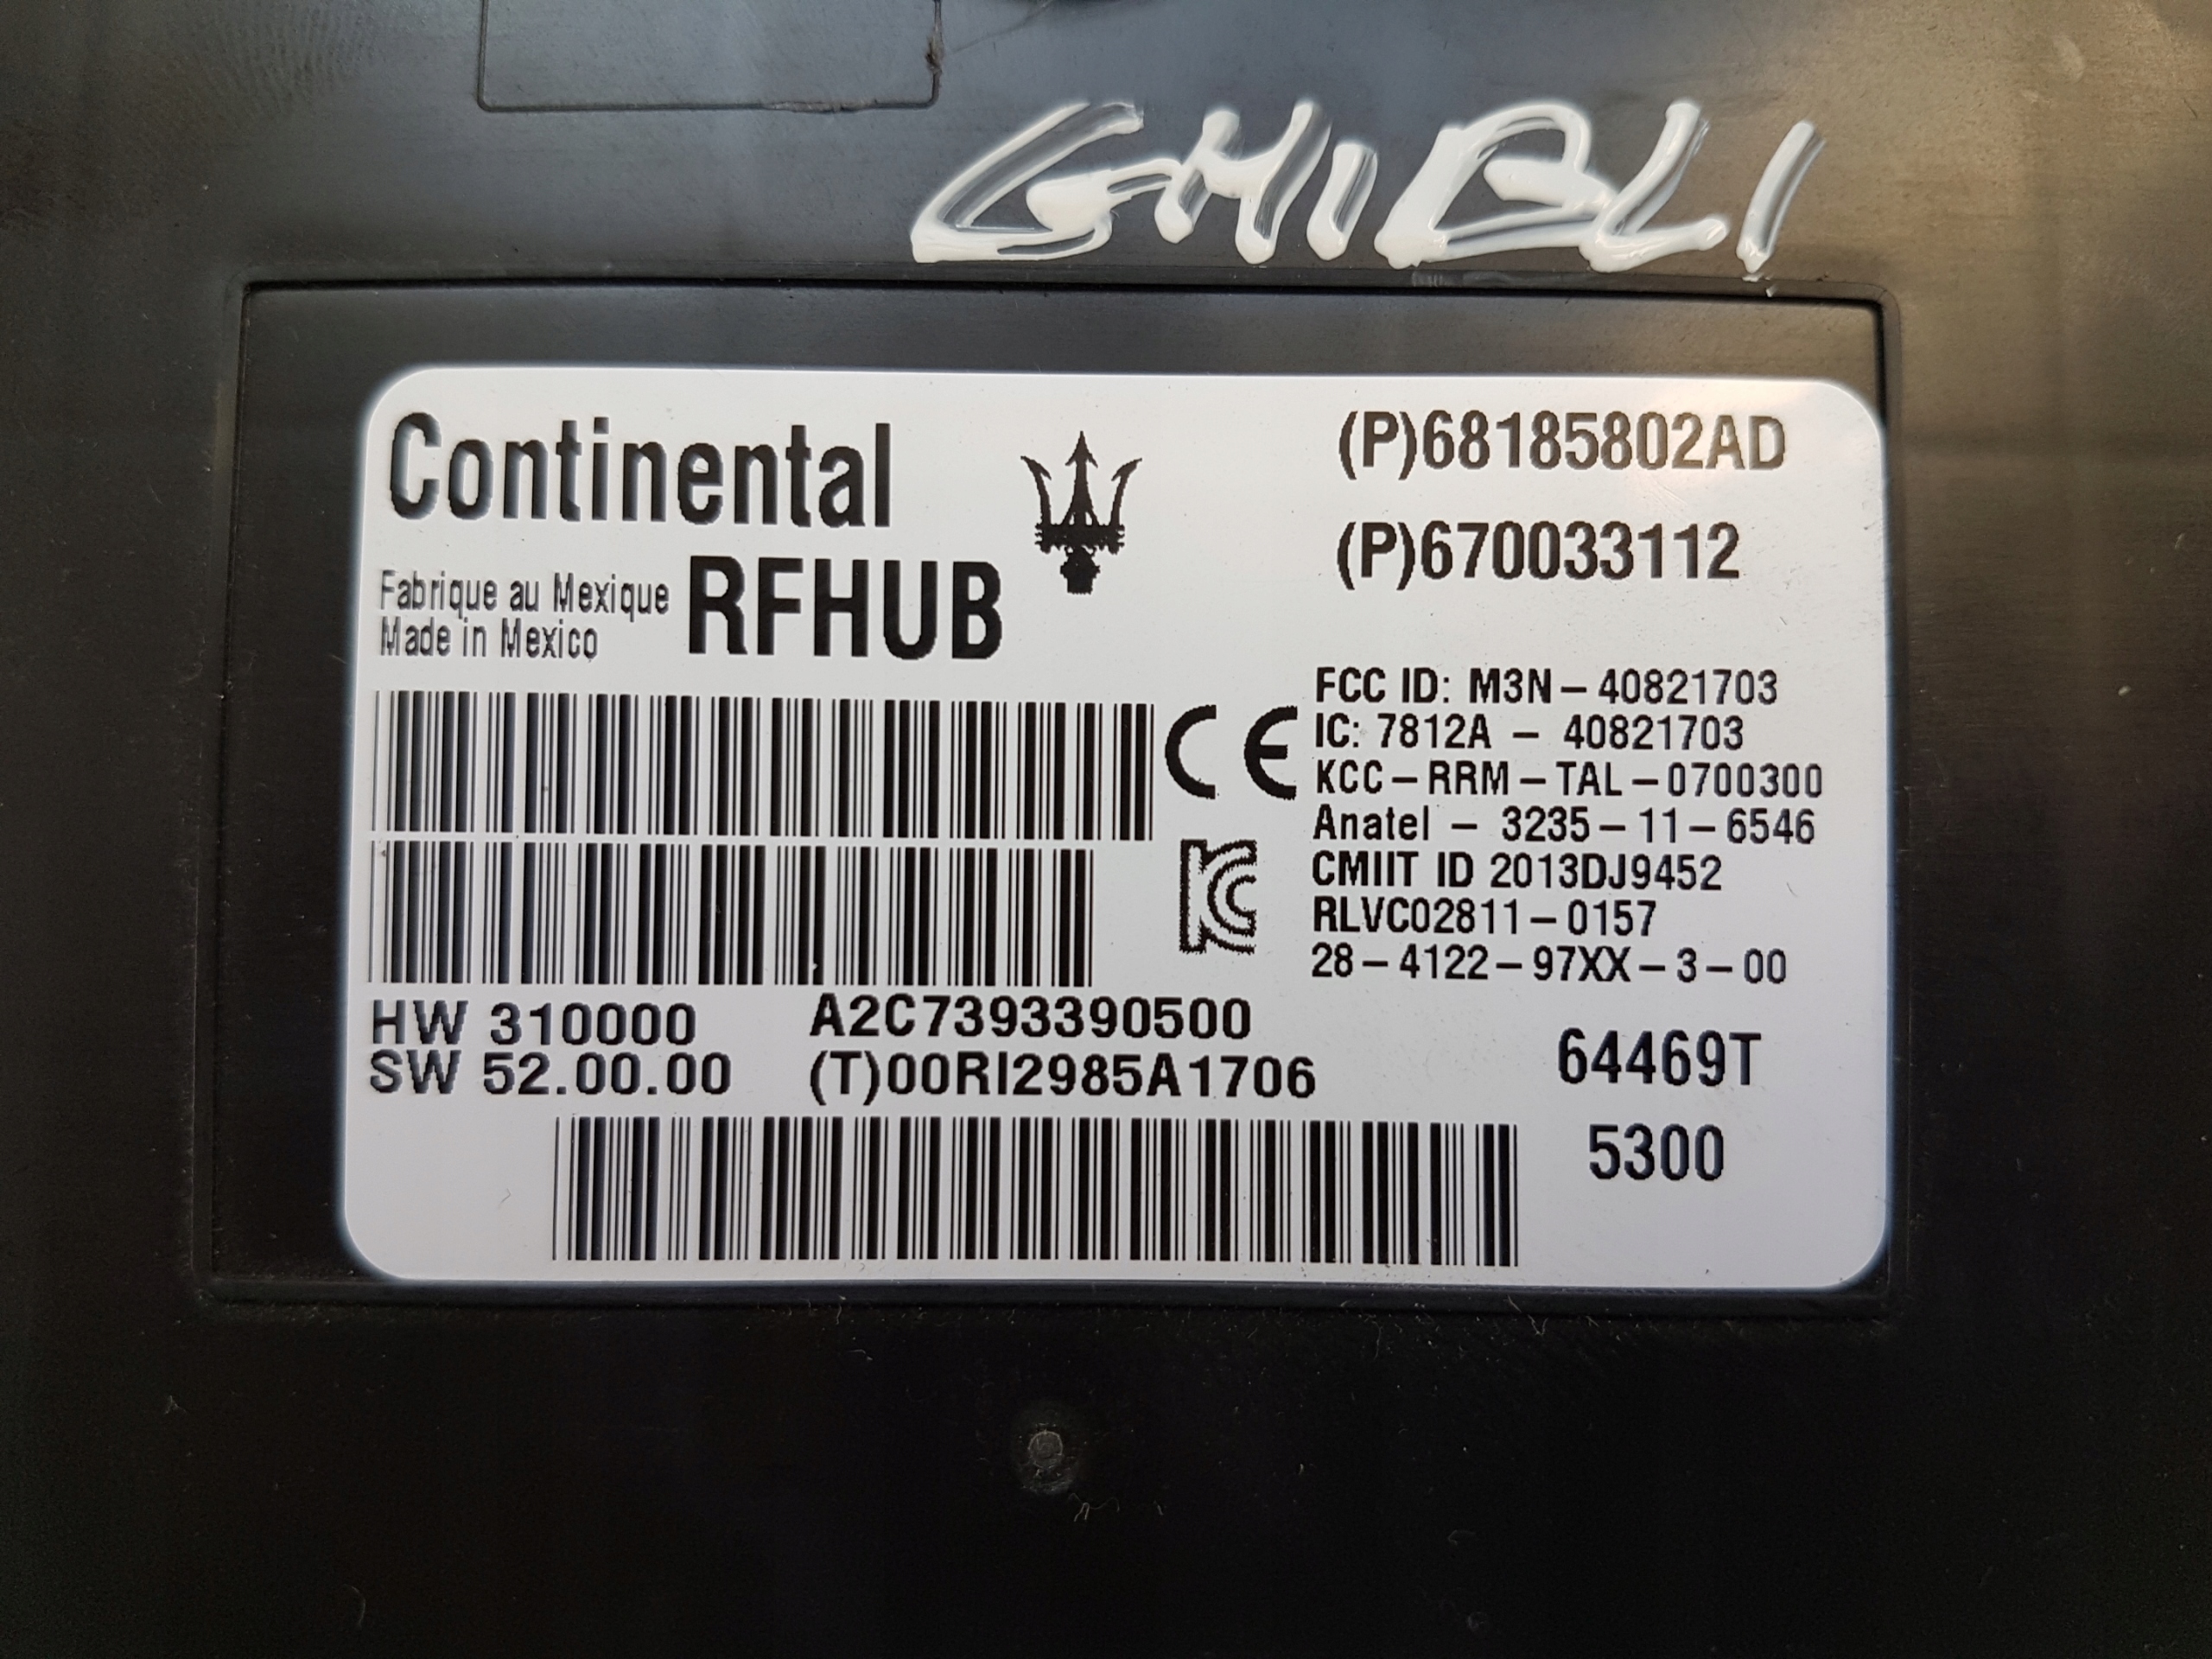 GHIBLI
Continental
Fabrique au Mexique
Made in Mexico
RFHUB
(P)68185802AD
(P)670033112
CE
FCC ID: M3N-40821703
IC: 7812A - 40821703
KCC-RRM-TAL-0700300
Anatel - 3235-11-6546
CMIIT ID 2013DJ9452
RLVC02811-0157
28-4122-97XX-3-00
KC
HW 310000
SW 52.00.00
A2C7393390500
(T)00RI2985A1706
64469T
5300